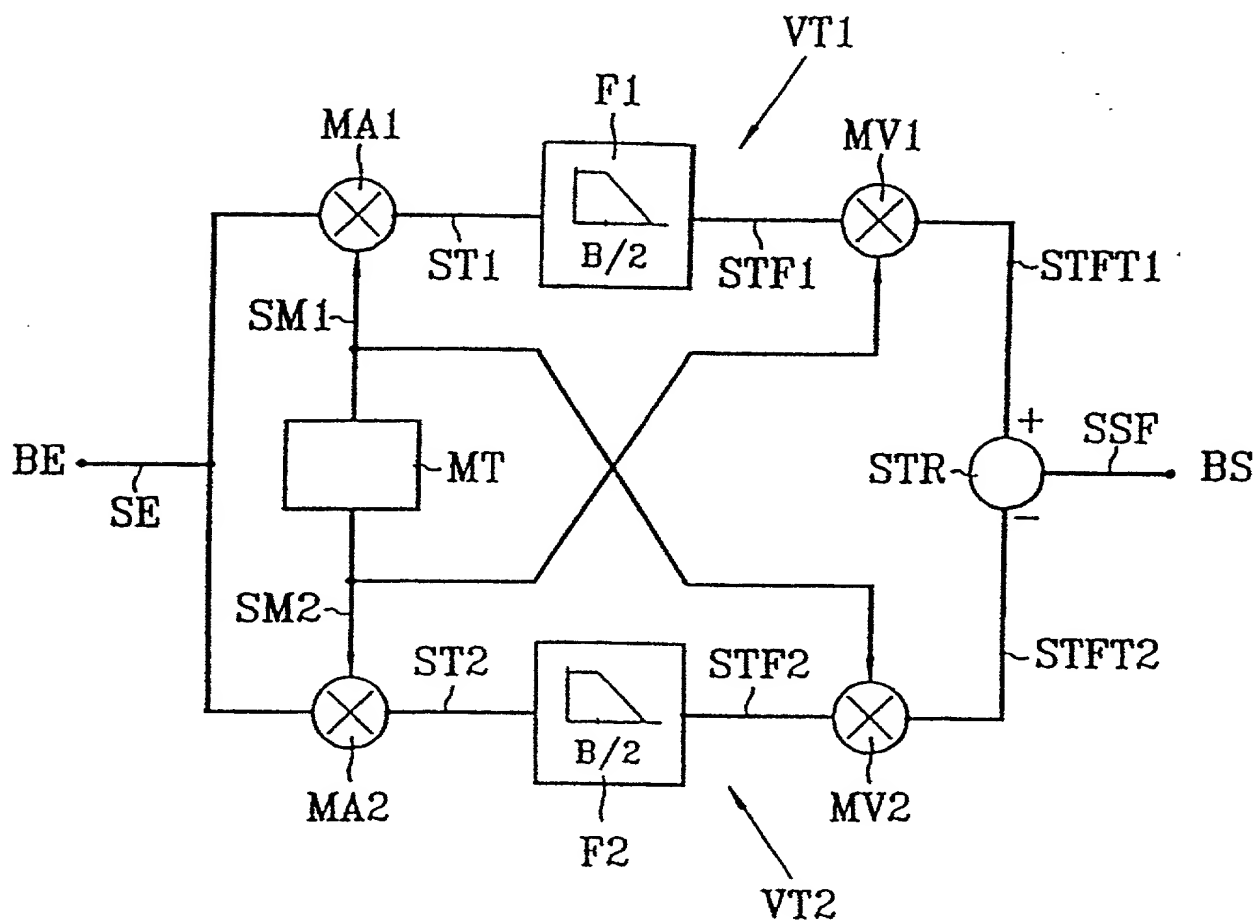 VT1
F1
MA1
MV1
B/2
ST1
STF1
STFT1
SM1
+
SSF
BE
MT
STR
BS
SE
−
SM2
ST2
STF2
STFT2
B/2
MA2
MV2
F2
VT2